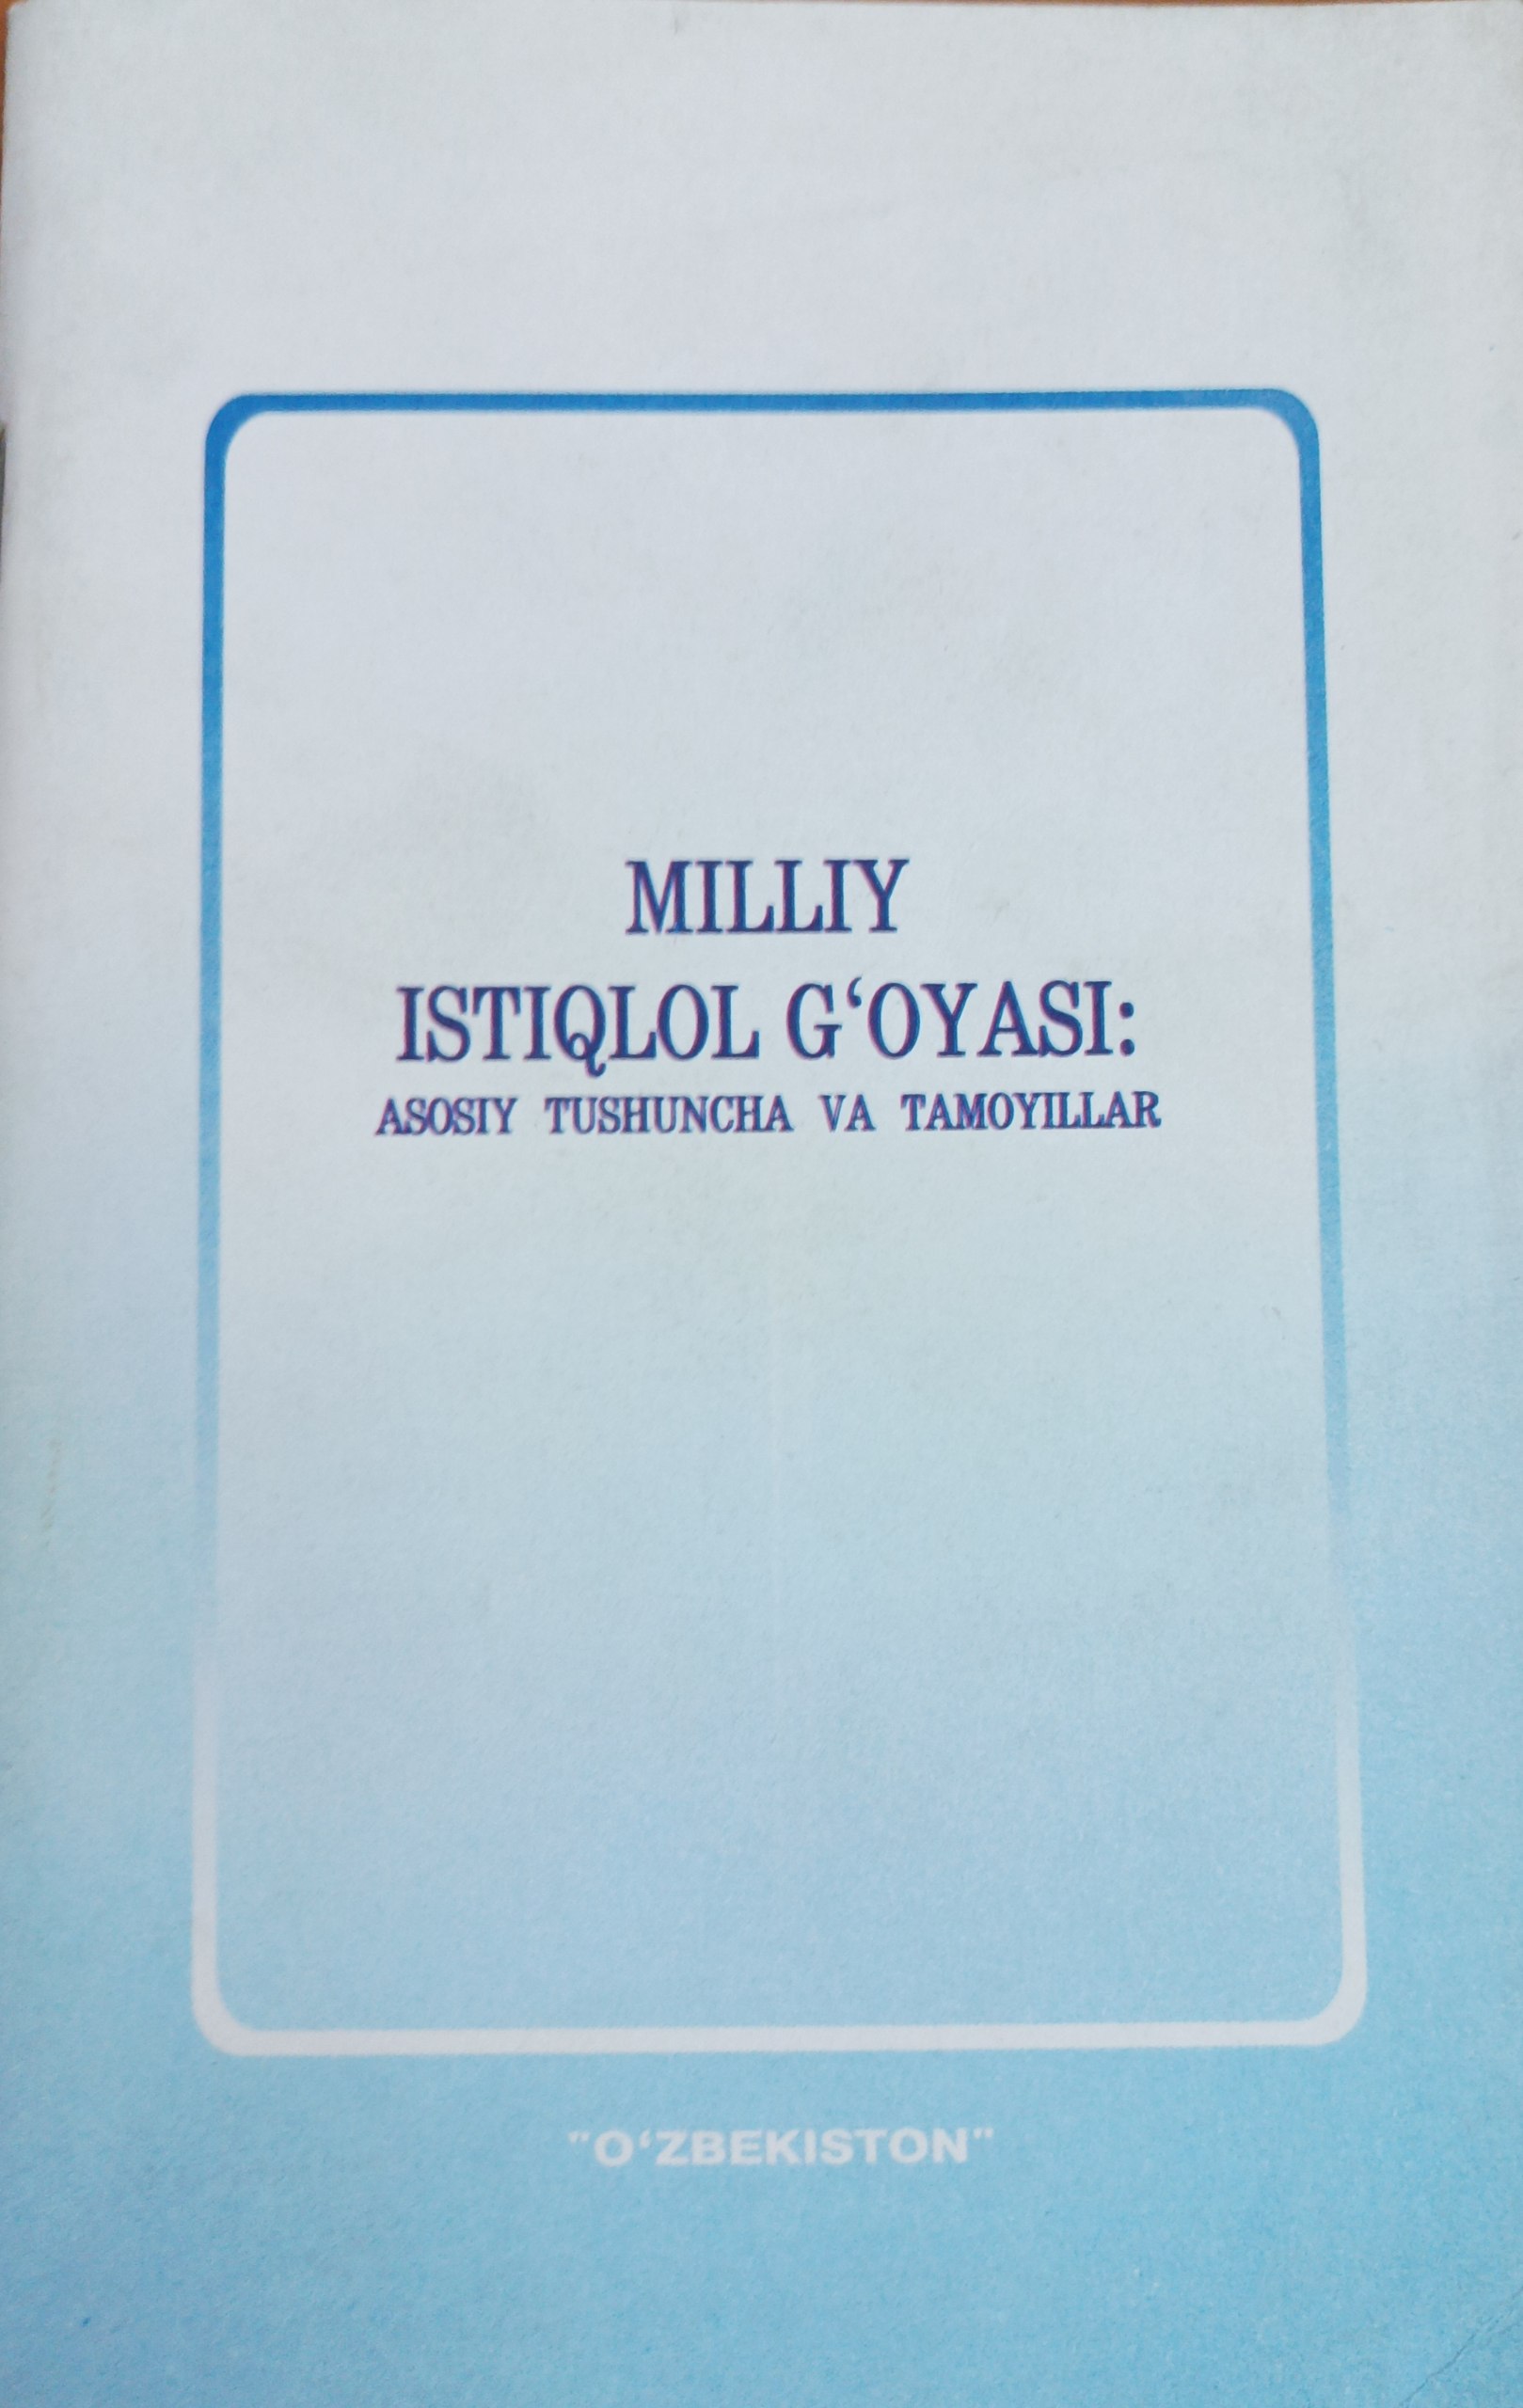 MILLIY
ISTIQLOL G‘OYASI:
ASOSIY TUSHUNCHA VA TAMOYILLAR
"O‘ZBEKISTON"